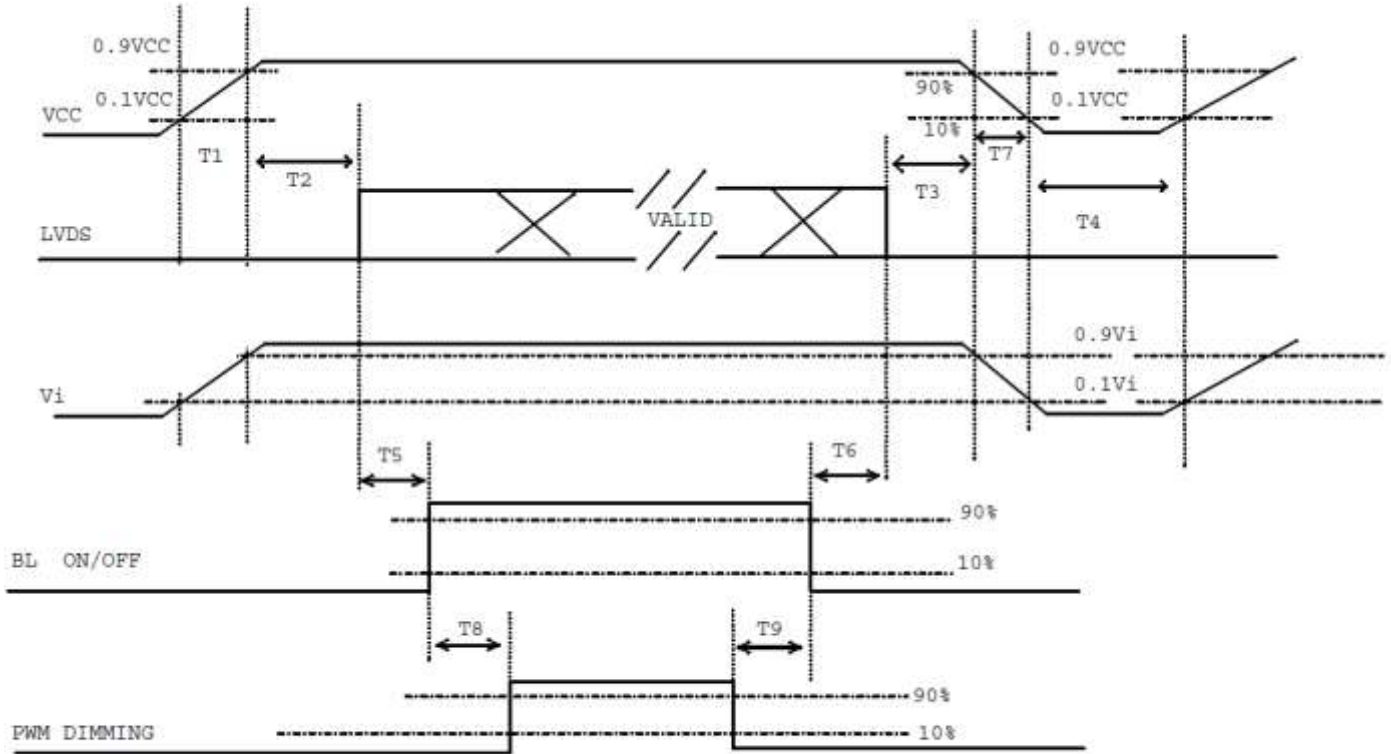 0.9VCC
0.9VCC
90%
0.1VCC
0.1VCC
VCC
10%
T1
T7
T2
T3
VALID
T4
LVDS
0.9Vi
0.1Vi
Vi
T5
T6
90%
BL ON/OFF
10%
T8
T9
90%
PWM DIMMING
10%